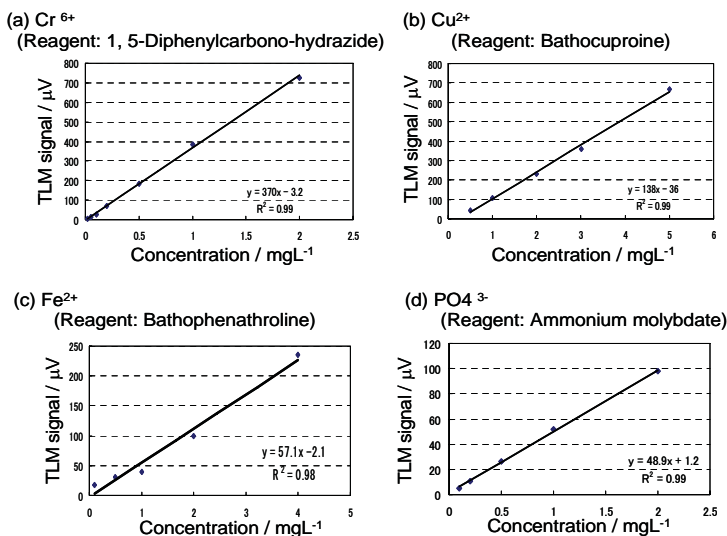 (a) Cr 6+
(Reagent: 1, 5-Diphenylcarbono-hydrazide)
800
700
600
500
400
300
200
100
0
TLM signal / μV
y = 370x − 3.2
R2 = 0.99
0 0.5 1 1.5 2 2.5
Concentration / mgL-1
(b) Cu2+
(Reagent: Bathocuproine)
800
700
600
500
400
300
200
100
0
TLM signal / μV
y = 138x − 36
R2 = 0.99
0 1 2 3 4 5 6
Concentration / mgL-1
(c) Fe2+
(Reagent: Bathophenathroline)
250
200
150
100
50
0
TLM signal / μV
y = 57.1x −2.1
R 2 = 0.98
0 1 2 3 4 5
Concentration / mgL-1
(d) PO4 3-
(Reagent: Ammonium molybdate)
120
100
80
60
40
20
0
TLM signal / μV
y = 48.9x + 1.2
R2 = 0.99
0 0.5 1 1.5 2 2.5
Concentration / mgL-1